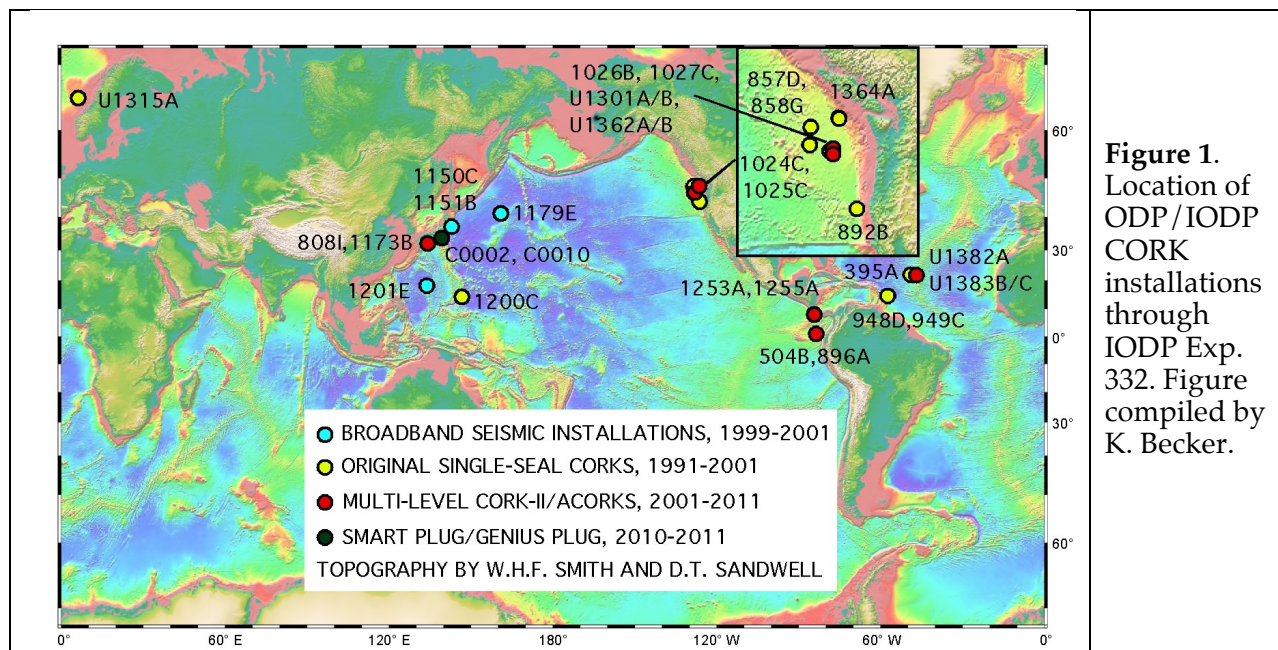 U1315A
1026B, 1027C,
U1301A/B,
U1362A/B
857D,
858G
1364A
1024C,
1025C
892B
1150C
1151B
1179E
808I,1173B
C0002, C0010
1201E
1200C
1253A,1255A
395A
U1382A
U1383B/C
948D,949C
504B,896A
60°
30°
0°
30°
60°
BROADBAND SEISMIC INSTALLATIONS, 1999-2001
ORIGINAL SINGLE-SEAL CORKS, 1991-2001
MULTI-LEVEL CORK-II/ACORKS, 2001-2011
SMART PLUG/GENIUS PLUG, 2010-2011
TOPOGRAPHY BY W.H.F. SMITH AND D.T. SANDWELL
0° 60° E 120° E 180° 120° W 60° W 0°
Figure 1.
Location of
ODP/IODP
CORK
installations
through
IODP Exp.
332. Figure
compiled by
K. Becker.